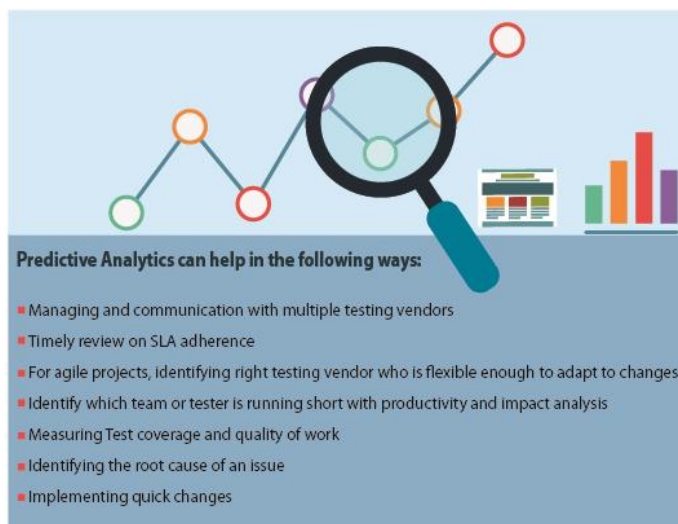 Predictive Analytics can help in the following ways:
Managing and communication with multiple testing vendors
Timely review on SLA adherence
For agile projects, identifying right testing vendor who is flexible enough to adapt to changes
Identify which team or tester is running short with productivity and impact analysis
Measuring Test coverage and quality of work
Identifying the root cause of an issue
Implementing quick changes